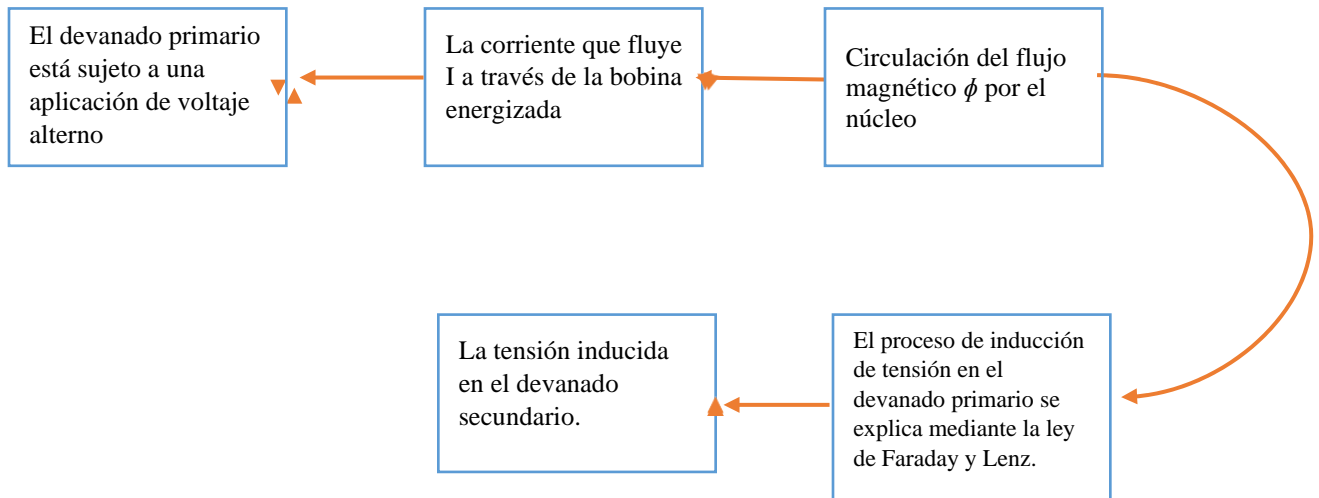 El devanado primario
está sujeto a una
aplicación de voltaje
alterno
La corriente que fluye
I a través de la bobina
energizada
Circulación del flujo
magnético ϕ por el
núcleo
La tensión inducida
en el devanado
secundario.
El proceso de inducción
de tensión en el
devanado primario se
explica mediante la ley
de Faraday y Lenz.